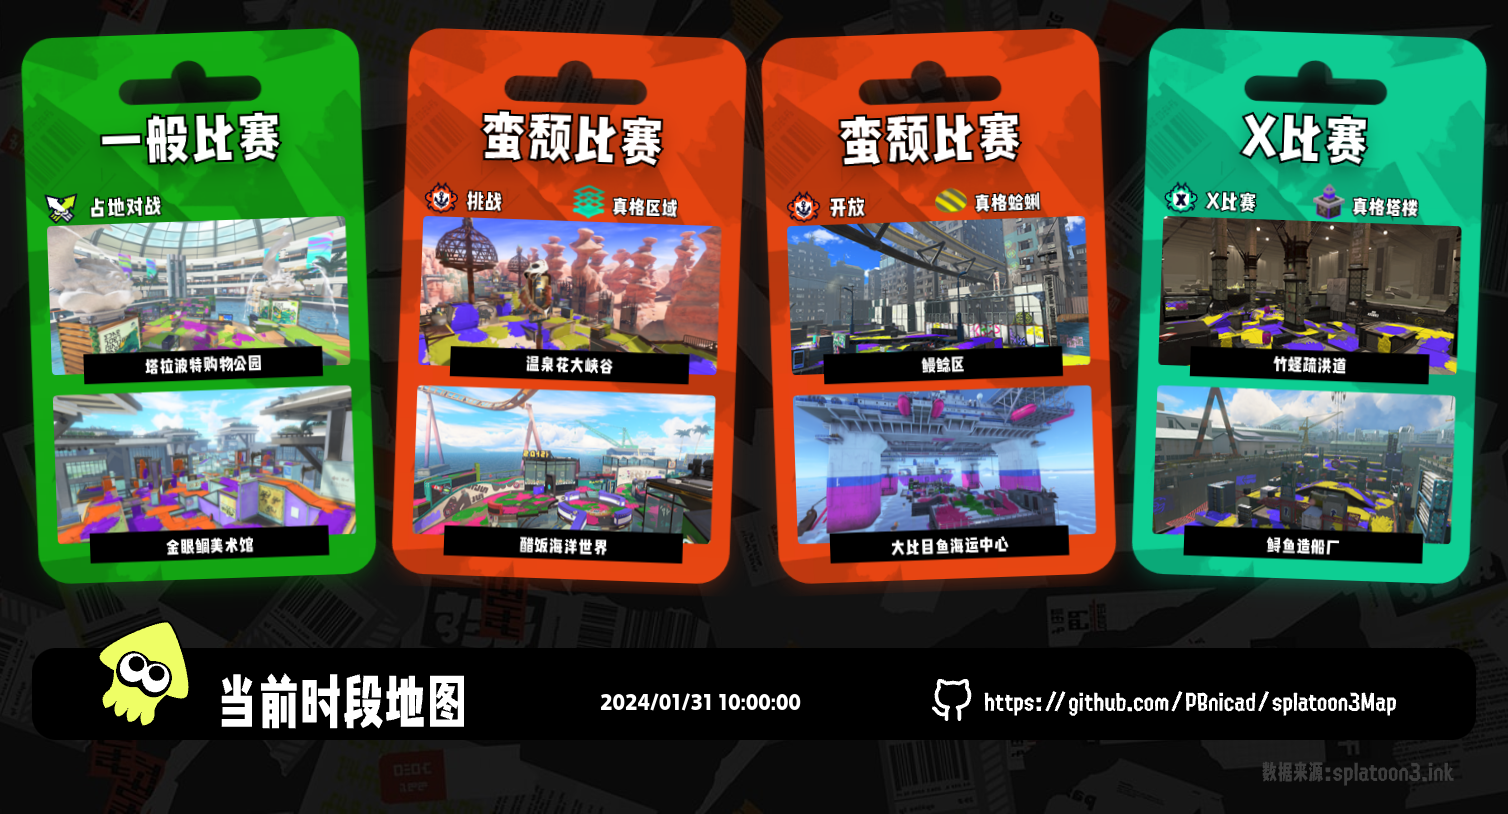 一般比赛
占地对战
塔拉波特购物公园
金眼鲷美术馆
蛮颓比赛
挑战
真格区域
温泉花大峡谷
醋饭海洋世界
蛮颓比赛
开放
真格蛤蜊
鳗鲶区
大比目鱼海运中心
X比赛
X比赛
真格塔楼
竹蛏疏洪道
鲟鱼造船厂
当前时段地图
2024/01/31 10:00:00
https://github.com/PBnicad/splatoon3Map
数据来源:splatoon3.ink